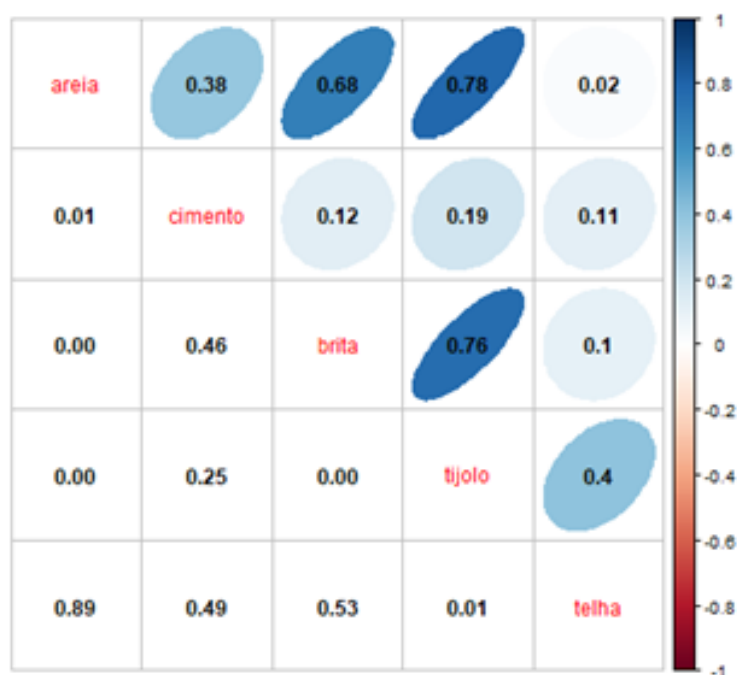 areia 0.38 0.68 0.78 0.02
0.01 cimento 0.12 0.19 0.11
0.00 0.46 brita 0.76 0.1
0.00 0.25 0.00 tijolo 0.4
0.89 0.49 0.53 0.01 telha
1
0.8
0.6
0.4
0.2
0
-0.2
-0.4
-0.6
-0.8
-1